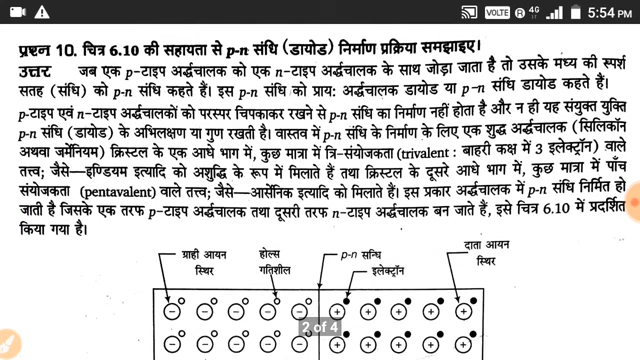 VOLTE R 4G 5:54 PM
प्रश्न 10. चित्र 6.10 की सहायता से p-n संधि (डायोड) निर्माण प्रक्रिया समझाइए।
उत्तर जब एक p-टाइप अर्द्धचालक को एक n-टाइप अर्द्धचालक के साथ जोड़ा जाता है तो उसके मध्य की स्पर्श
सतह (संधि) को p-n संधि कहते हैं। इस p-n संधि को प्रायः अर्द्धचालक डायोड या p-n संधि डायोड कहते हैं।
p-टाइप एवं n-टाइप अर्द्धचालकों को परस्पर चिपकाकर रखने से p-n संधि का निर्माण नहीं होता है और न ही यह संयुक्त युक्ति
p-n संधि (डायोड) के अभिलक्षण या गुण रखती है। वास्तव में p-n संधि के निर्माण के लिए एक शुद्ध अर्द्धचालक (सिलिकॉन
अथवा जर्मेनियम) क्रिस्टल के एक आधे भाग में, कुछ मात्रा में त्रि-संयोजकता (trivalent : बाहरी कक्ष में 3 इलेक्ट्रॉन) वाले
तत्त्व; जैसे—इण्डियम इत्यादि को अशुद्धि के रूप में मिलाते हैं तथा क्रिस्टल के दूसरे आधे भाग में, कुछ मात्रा में पाँच
संयोजकता (pentavalent) वाले तत्त्व; जैसे—आर्सेनिक इत्यादि को मिलाते हैं। इस प्रकार अर्द्धचालक में p-n संधि निर्मित हो
जाती है जिसके एक तरफ p-टाइप अर्द्धचालक तथा दूसरी तरफ n-टाइप अर्द्धचालक बन जाते हैं, इसे चित्र 6.10 में प्रदर्शित
किया गया है।
ग्राही आयन होल्स p-n सन्धि दाता आयन
स्थिर गतिशील इलेक्ट्रॉन स्थिर
2 of 4